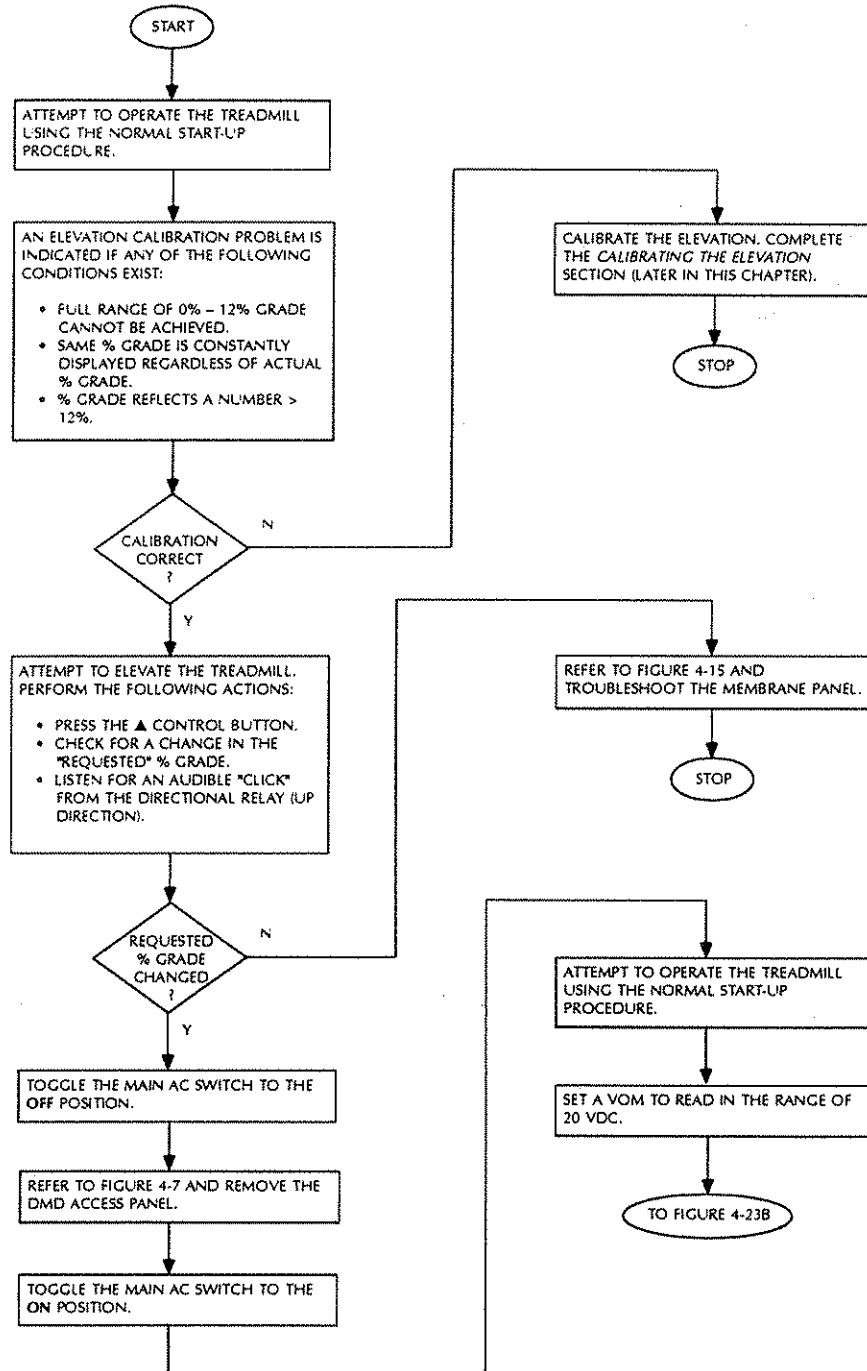 START
ATTEMPT TO OPERATE THE TREADMILL
USING THE NORMAL START-UP
PROCEDURE.
AN ELEVATION CALIBRATION PROBLEM IS
INDICATED IF ANY OF THE FOLLOWING
CONDITIONS EXIST:
• FULL RANGE OF 0% – 12% GRADE
CANNOT BE ACHIEVED.
• SAME % GRADE IS CONSTANTLY
DISPLAYED REGARDLESS OF ACTUAL
% GRADE.
• % GRADE REFLECTS A NUMBER >
12%.
CALIBRATION
CORRECT
?
N
CALIBRATE THE ELEVATION. COMPLETE
THE CALIBRATING THE ELEVATION
SECTION (LATER IN THIS CHAPTER).
STOP
Y
ATTEMPT TO ELEVATE THE TREADMILL.
PERFORM THE FOLLOWING ACTIONS:
• PRESS THE ▲ CONTROL BUTTON.
• CHECK FOR A CHANGE IN THE
"REQUESTED" % GRADE.
• LISTEN FOR AN AUDIBLE "CLICK"
FROM THE DIRECTIONAL RELAY (UP
DIRECTION).
REQUESTED
% GRADE
CHANGED
?
N
REFER TO FIGURE 4-15 AND
TROUBLESHOOT THE MEMBRANE PANEL.
STOP
Y
TOGGLE THE MAIN AC SWITCH TO THE
OFF POSITION.
REFER TO FIGURE 4-7 AND REMOVE THE
DMD ACCESS PANEL.
TOGGLE THE MAIN AC SWITCH TO THE
ON POSITION.
ATTEMPT TO OPERATE THE TREADMILL
USING THE NORMAL START-UP
PROCEDURE.
SET A VOM TO READ IN THE RANGE OF
20 VDC.
TO FIGURE 4-23B